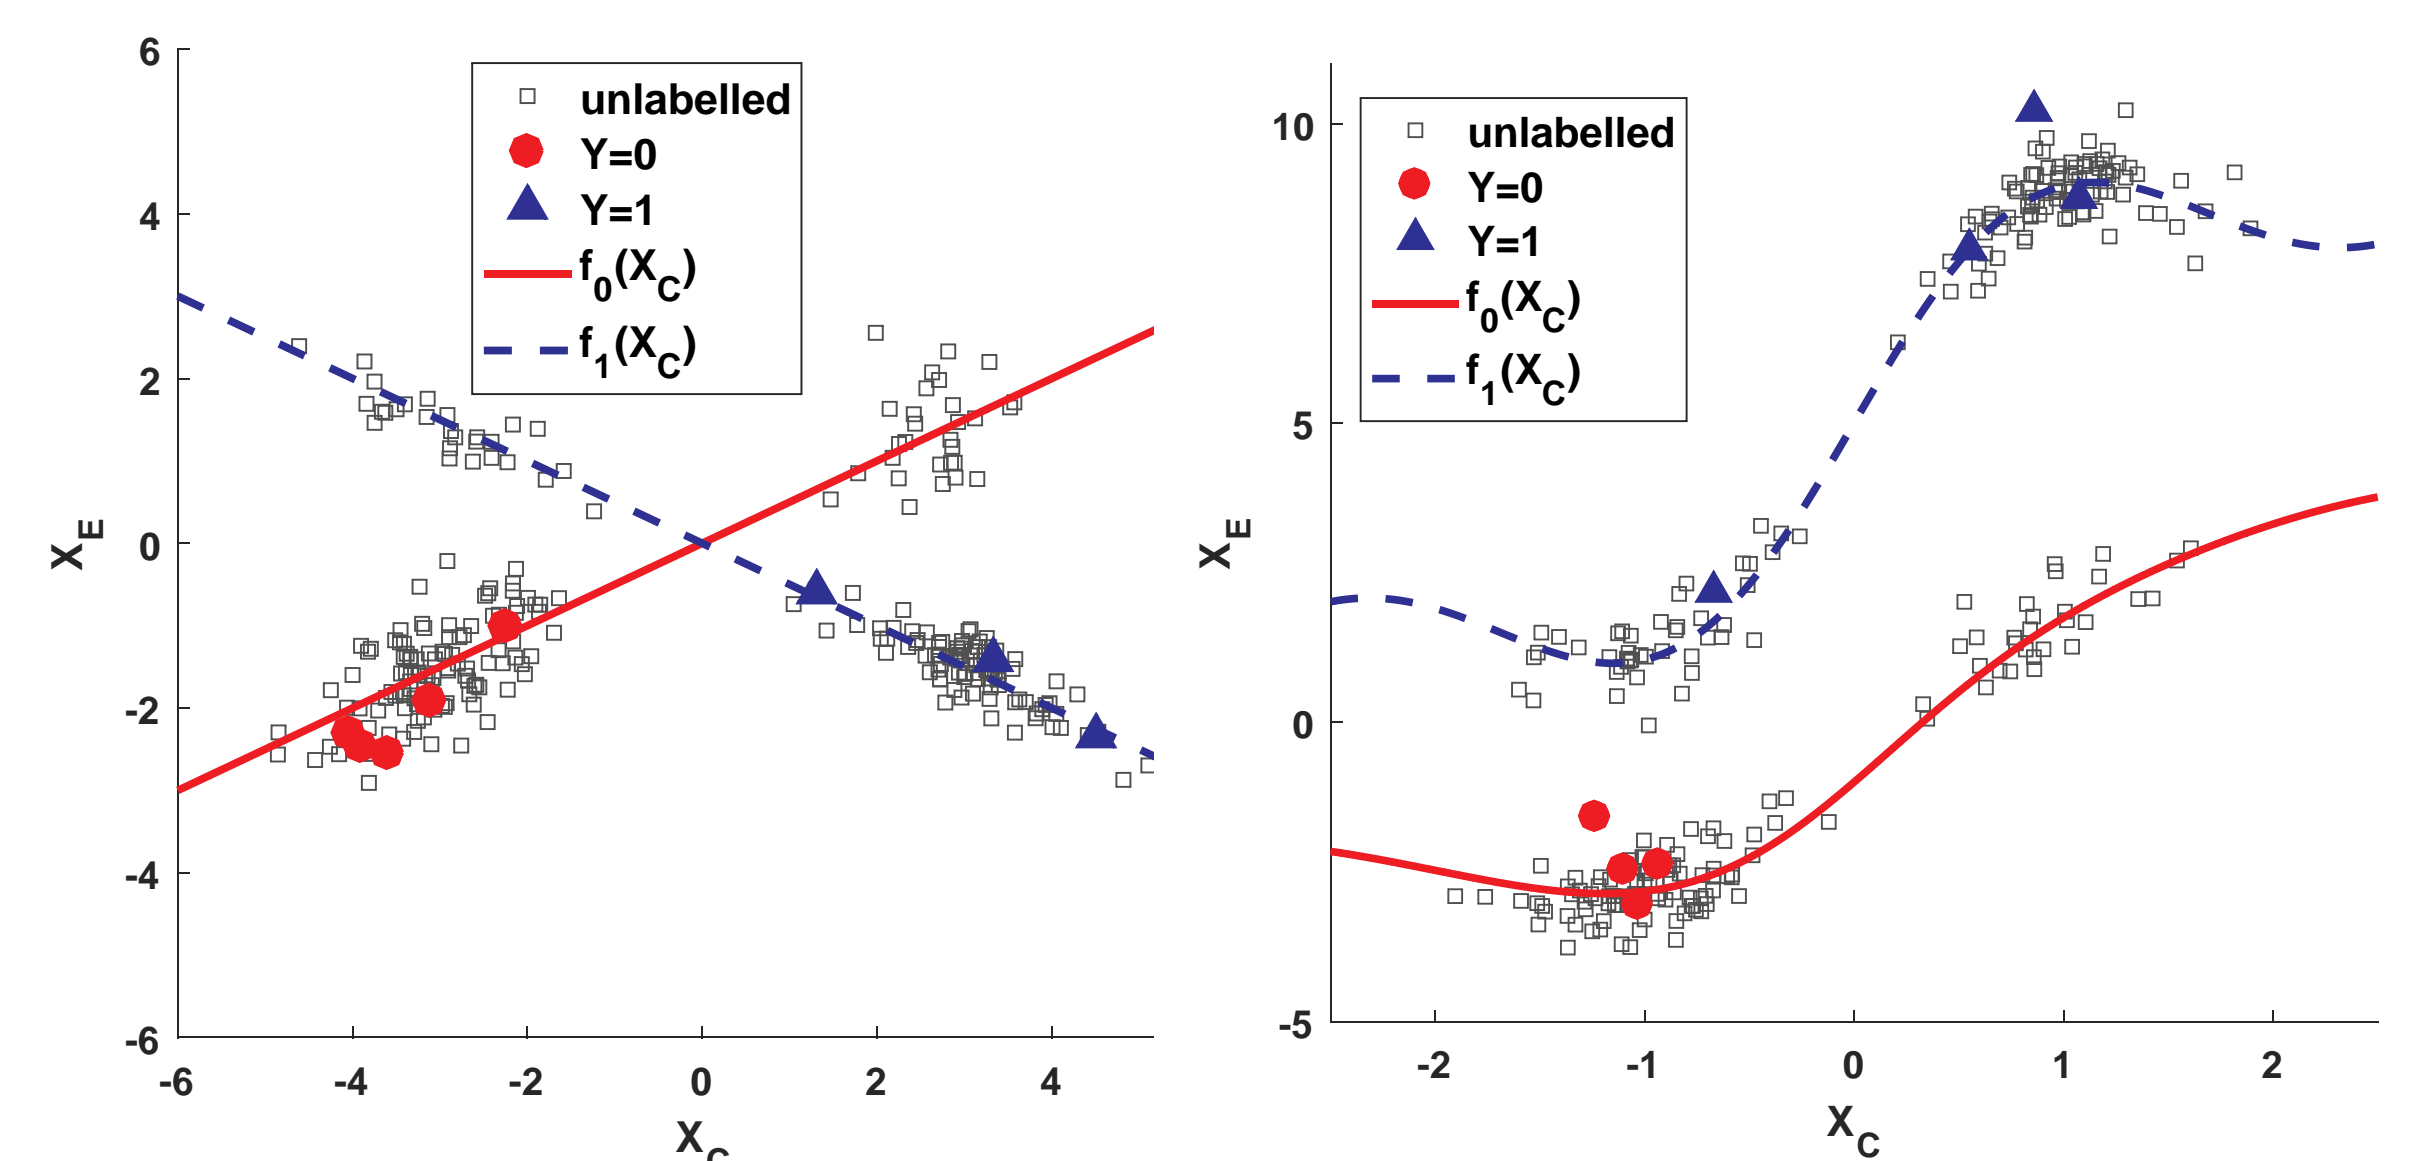 6
4
2
0
-2
-4
-6
-6 -4 -2 0 2 4
X_E
X_C
unlabelled
Y=0
Y=1
f_0(X_C)
f_1(X_C)
10
5
0
-5
-2 -1 0 1 2
X_E
X_C
unlabelled
Y=0
Y=1
f_0(X_C)
f_1(X_C)